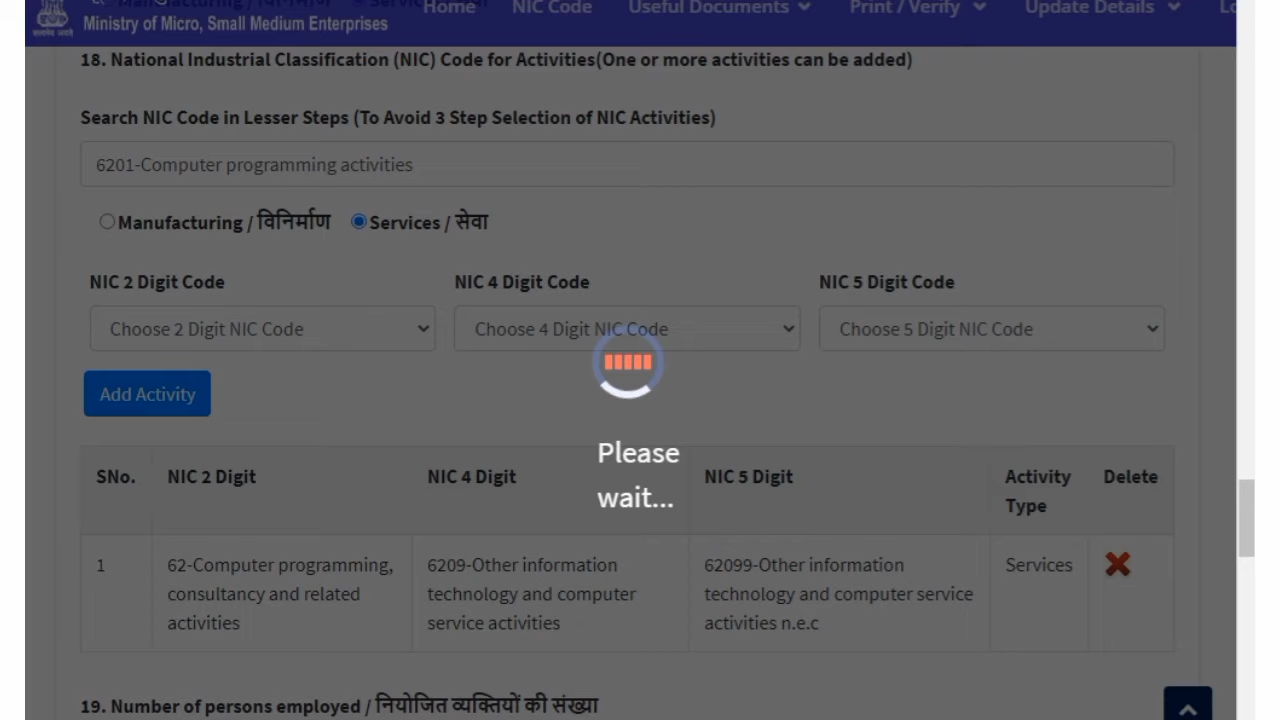 Home NIC Code Useful Documents Print / Verify Update Details
Ministry of Micro, Small Medium Enterprises
18. National Industrial Classification (NIC) Code for Activities(One or more activities can be added)
Search NIC Code in Lesser Steps (To Avoid 3 Step Selection of NIC Activities)
6201-Computer programming activities
Manufacturing / विनिर्माण Services / सेवा
NIC 2 Digit Code NIC 4 Digit Code NIC 5 Digit Code
Choose 2 Digit NIC Code Choose 4 Digit NIC Code Choose 5 Digit NIC Code
Add Activity
Please
wait...
SNo. NIC 2 Digit NIC 4 Digit NIC 5 Digit Activity Delete
Type
1 62-Computer programming, 6209-Other information 62099-Other information Services
consultancy and related technology and computer technology and computer service
activities service activities activities n.e.c
19. Number of persons employed / नियोजित व्यक्तियों की संख्या